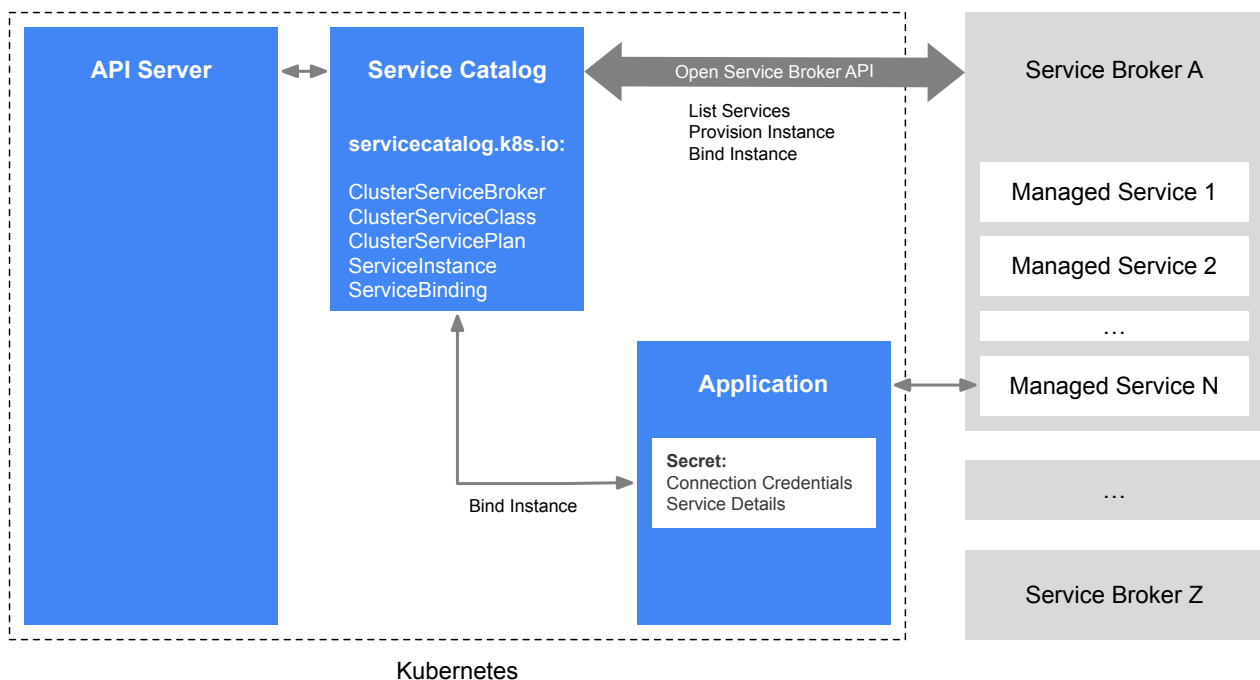 API Server
Service Catalog
servicecatalog.k8s.io:
ClusterServiceBroker
ClusterServiceClass
ClusterServicePlan
ServiceInstance
ServiceBinding
Open Service Broker API
List Services
Provision Instance
Bind Instance
Service Broker A
Managed Service 1
Managed Service 2
...
Managed Service N
Application
Secret:
Connection Credentials
Service Details
Bind Instance
...
Service Broker Z
Kubernetes